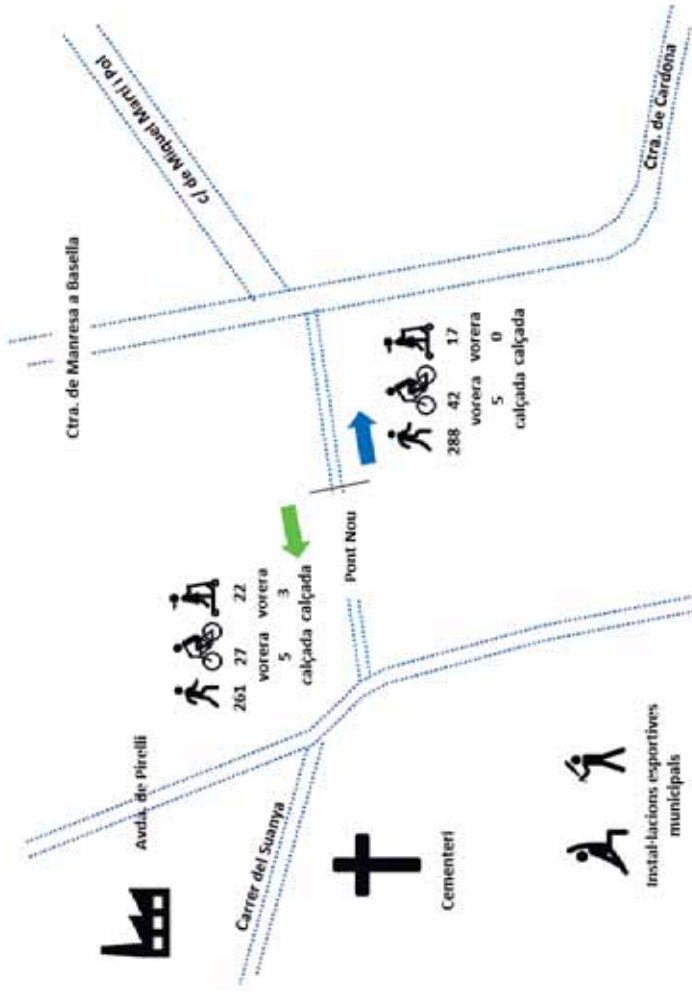 Ctra. de Manresa a Basella
Avda. de Pirelli
c/ de Miquel Martí i Pol
261 27 22
vorera vorera
5 3
calçada calçada
Carrer del Suanya
Pont Nou
Cementeri
288 42 17
vorera vorera
5 0
calçada calçada
Instal·lacions esportives
municipals
Ctra. de Cardona